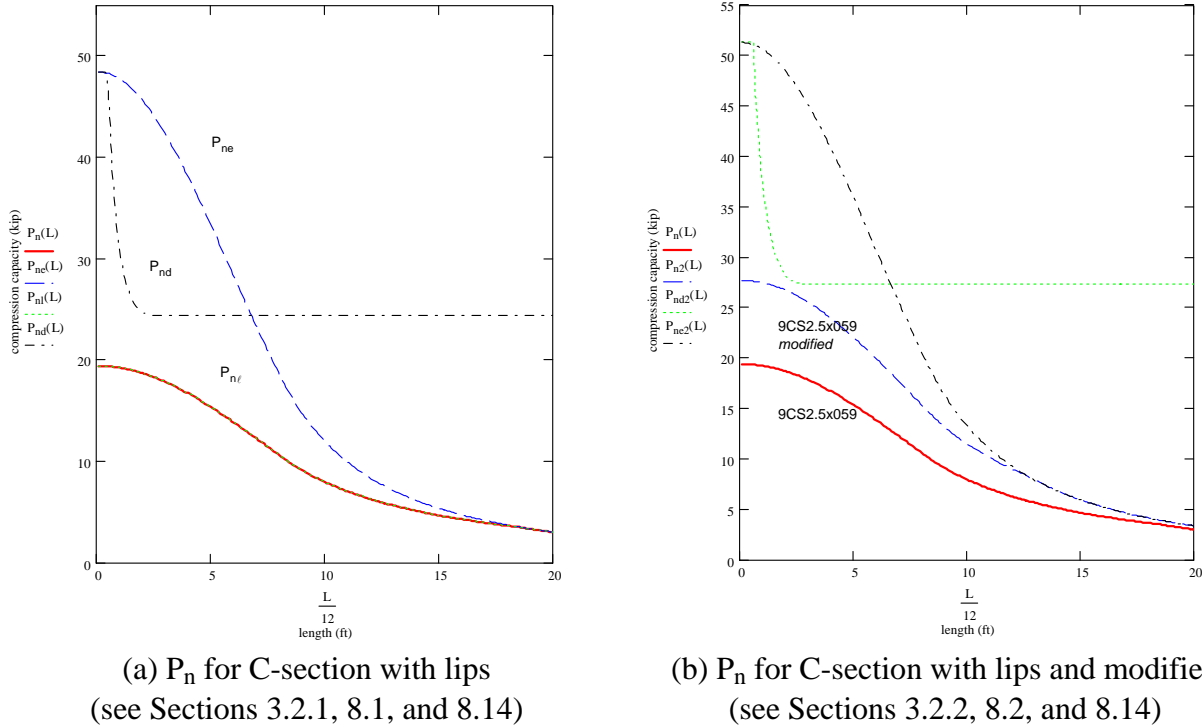 50
40
30
20
10
0
compression capacity (kip)
P_n(L)
P_ne(L)
P_nl(L)
P_nd(L)
P_ne
P_nd
P_nℓ
0 5 10 15 20
L
12
length (ft)
(a) P_n for C-section with lips
(see Sections 3.2.1, 8.1, and 8.14)
55
50
45
40
35
30
25
20
15
10
5
0
compression capacity (kip)
P_n(L)
P_n2(L)
P_nd2(L)
P_ne2(L)
9CS2.5x059
modified
9CS2.5x059
0 5 10 15 20
L
12
length (ft)
(b) P_n for C-section with lips and modifie
(see Sections 3.2.2, 8.2, and 8.14)